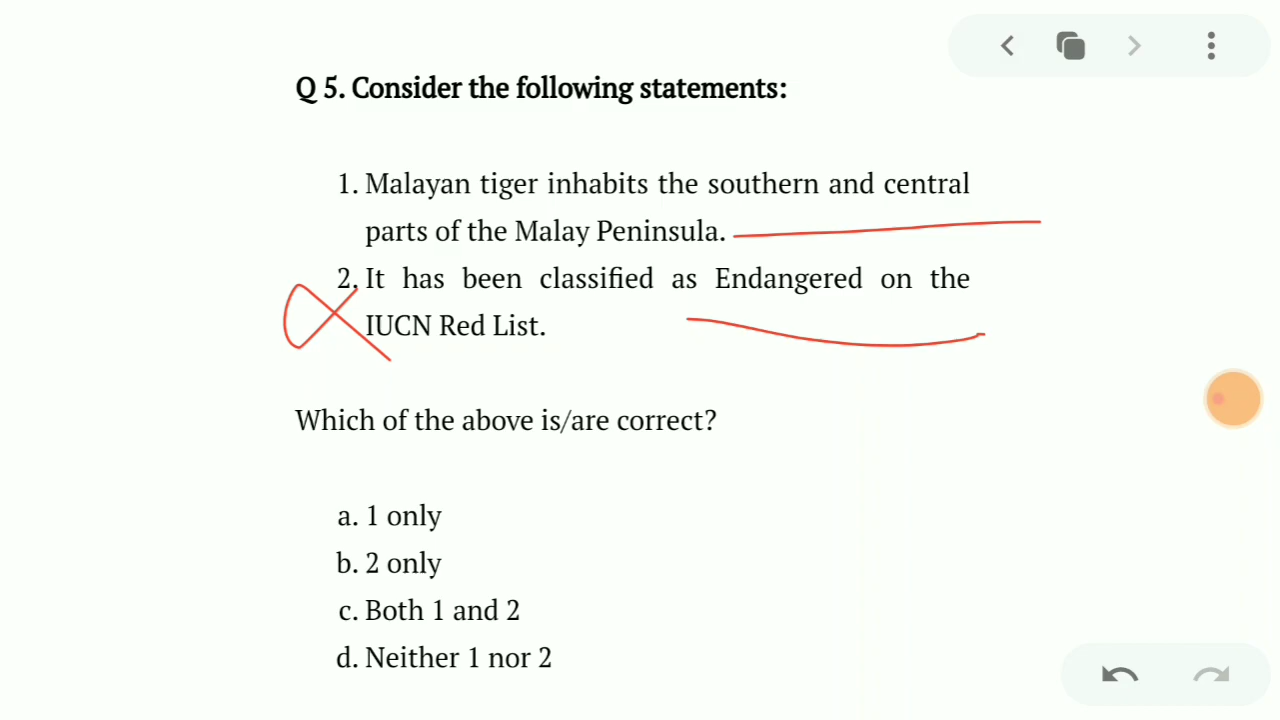 Q 5. Consider the following statements:
1. Malayan tiger inhabits the southern and central
parts of the Malay Peninsula.
2. It has been classified as Endangered on the
IUCN Red List.
Which of the above is/are correct?
a. 1 only
b. 2 only
c. Both 1 and 2
d. Neither 1 nor 2